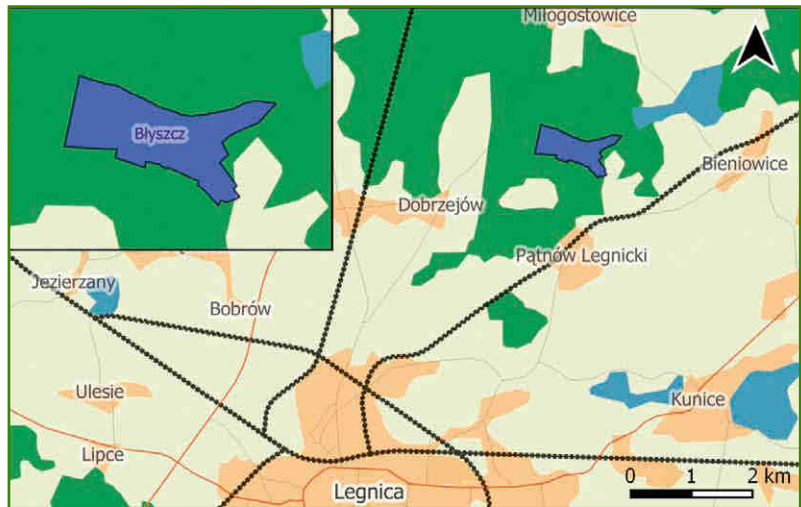 Miłogostowice
Błyszcz
Bieniowice
Dobrzejów
Pątnów Legnicki
Jezierzany
Bobrów
Ulesie
Kunice
Lipce
Legnica
0 1 2 km